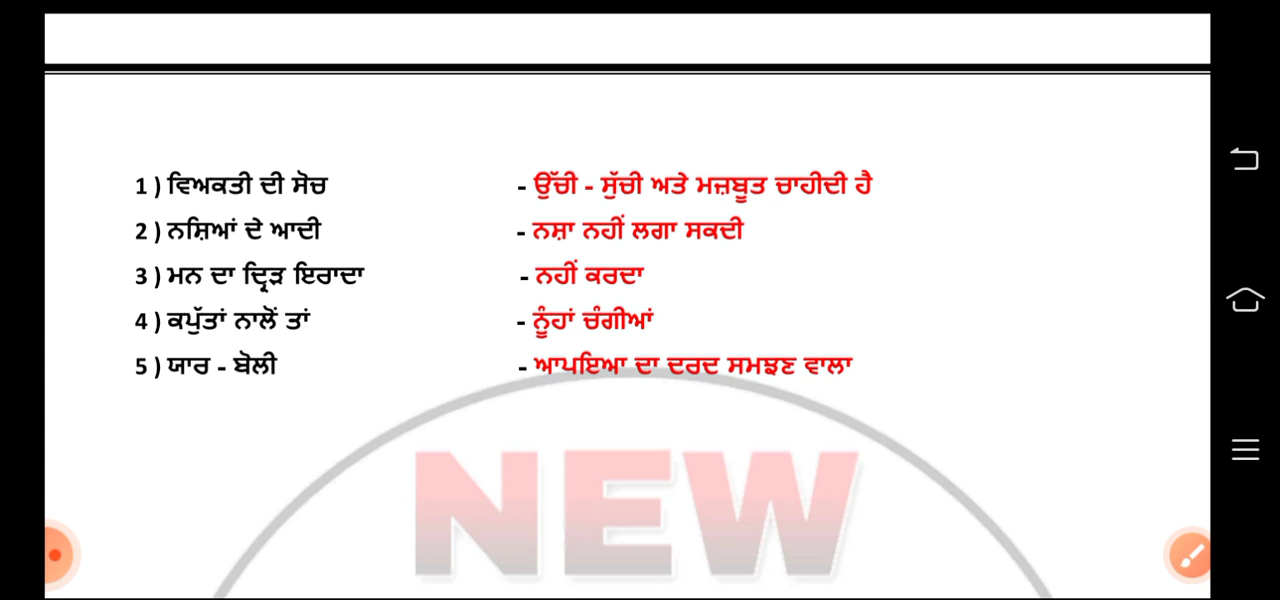 1 ) ਵਿਅਕਤੀ ਦੀ ਸੋਚ - ਉੱਚੀ - ਸੁੱਚੀ ਅਤੇ ਮਜ਼ਬੂਤ ਚਾਹੀਦੀ ਹੈ
2 ) ਨਸ਼ਿਆਂ ਦੇ ਆਦੀ - ਨਸ਼ਾ ਨਹੀਂ ਲਗਾ ਸਕਦੀ
3 ) ਮਨ ਦਾ ਦ੍ਰਿੜ ਇਰਾਦਾ - ਨਹੀਂ ਕਰਦਾ
4 ) ਕਪੁੱਤਾਂ ਨਾਲੋਂ ਤਾਂ - ਨੂੰਹਾਂ ਚੰਗੀਆਂ
5 ) ਯਾਰ - ਬੋਲੀ - ਆਪਇਆ ਦਾ ਦਰਦ ਸਮਝਣ ਵਾਲਾ
NEW